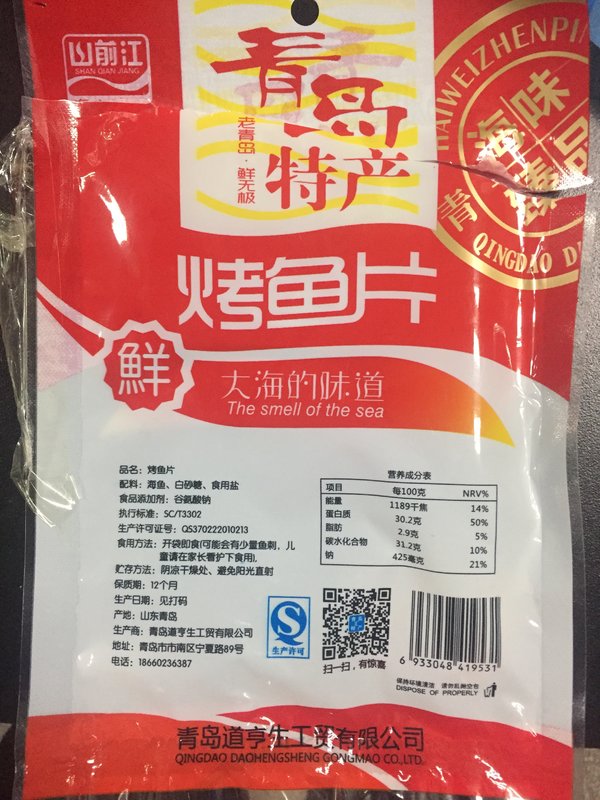 山前江
SHAN QIAN JIANG
青岛
特产
老青岛·鲜无极
HAIWEIZHENPIN
海味
臻品
青
QINGDAO D
烤鱼片
鮮
大海的味道
The smell of the sea
品名：烤鱼片
配料：海鱼、白砂糖、食用盐
食品添加剂：谷氨酸钠
执行标准：SC/T3302
生产许可证号：QS370222010213
食用方法：开袋即食(可能会有少量鱼刺，儿
童请在家长看护下食用)。
贮存方法：阴凉干燥处、避免阳光直射
保质期：12个月
生产日期：见打码
产地：山东青岛
生产商：青岛道亨生工贸有限公司
地址：青岛市市南区宁夏路89号
电话：18660236387
营养成分表
项目 每100克 NRV%
能量 1189千焦 14%
蛋白质 30.2克 50%
脂肪 2.9克 5%
碳水化合物 31.2克 10%
钠 425毫克 21%
生产许可
扫一扫，有惊喜
6 933048 419531
保持环境清洁 请勿乱抛空包
DISPOSE OF PROPERLY
青岛道亨生工贸有限公司
QINGDAO DAOHENGSHENG GONGMAO CO.,LTD.